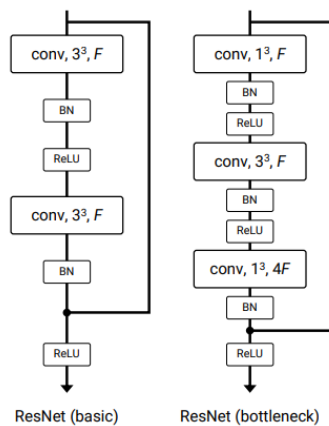 conv, 3³, F
BN
ReLU
conv, 3³, F
BN
ReLU
ResNet (basic)
conv, 1³, F
BN
ReLU
conv, 3³, F
BN
ReLU
conv, 1³, 4F
BN
ReLU
ResNet (bottleneck)